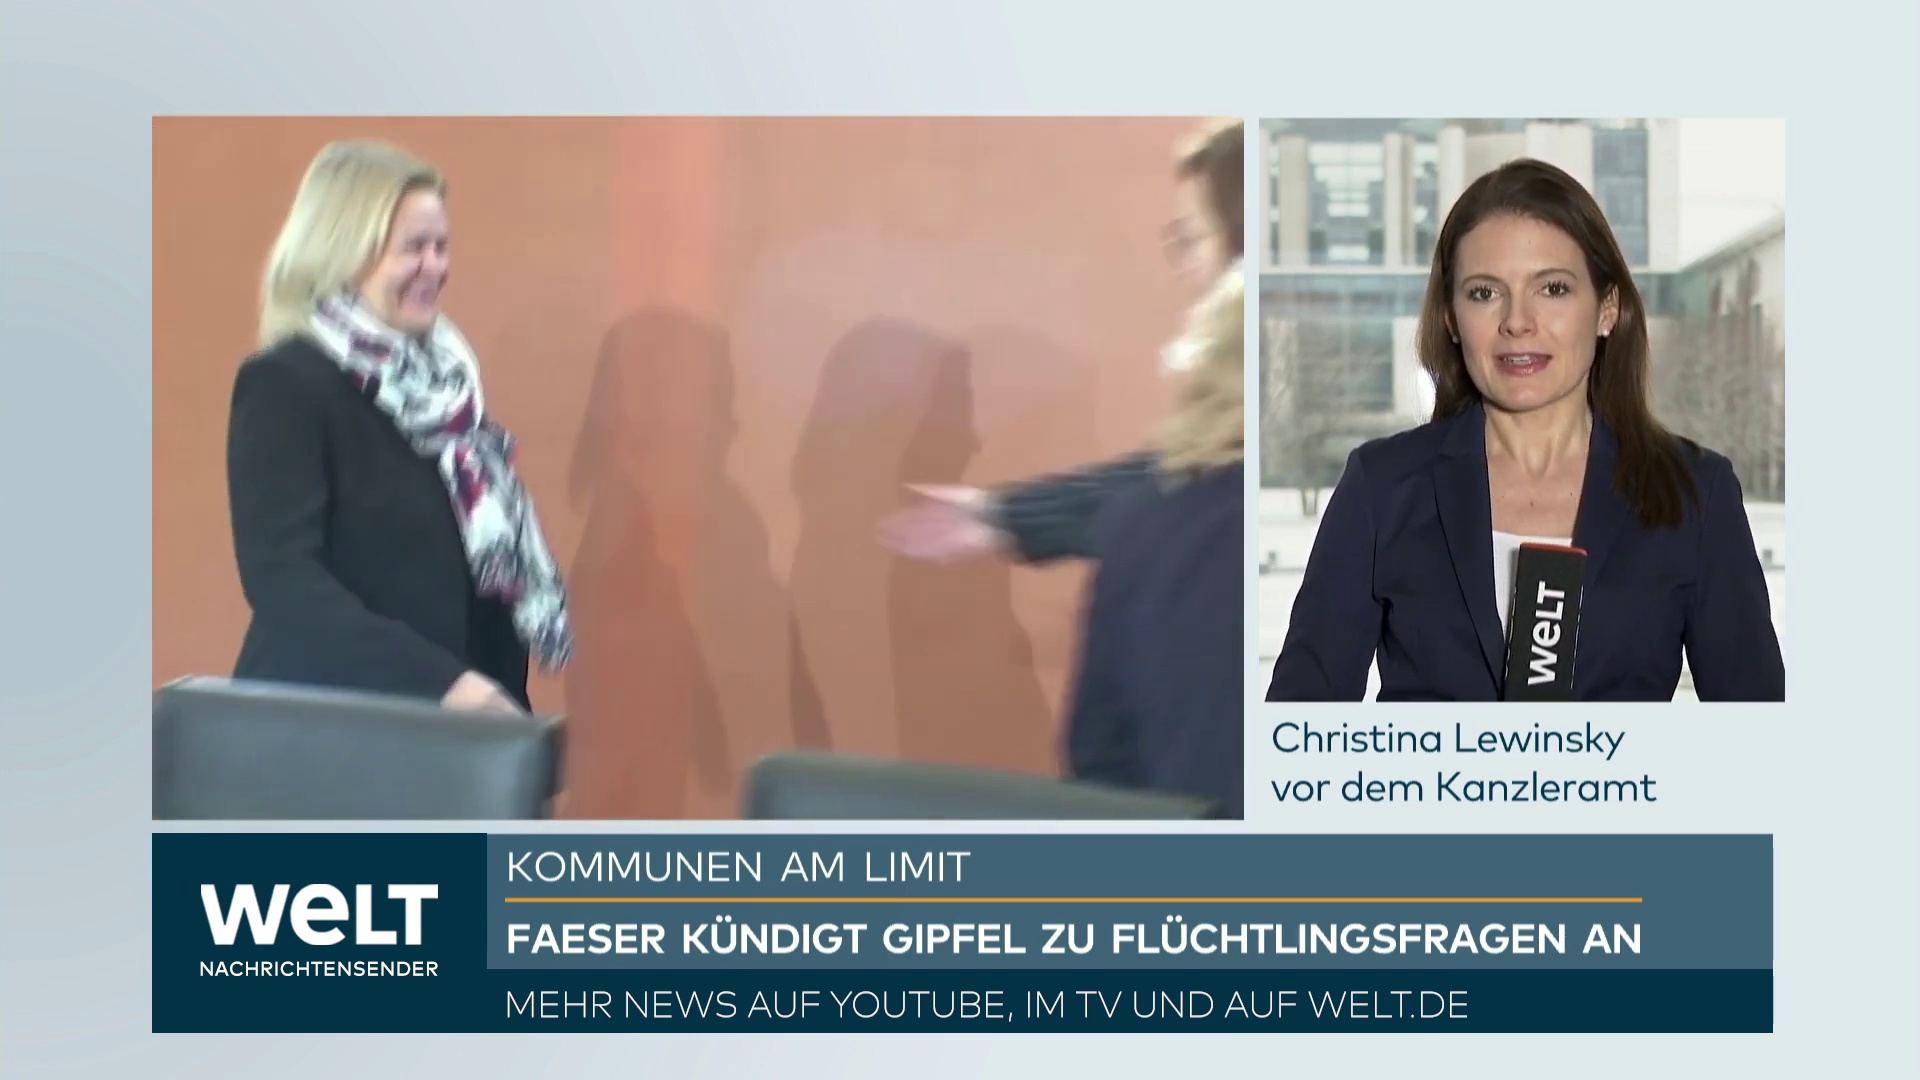 WELT
Christina Lewinsky
vor dem Kanzleramt
WELT
NACHRICHTENSENDER
KOMMUNEN AM LIMIT
FAESER KÜNDIGT GIPFEL ZU FLÜCHTLINGSFRAGEN AN
MEHR NEWS AUF YOUTUBE, IM TV UND AUF WELT.DE